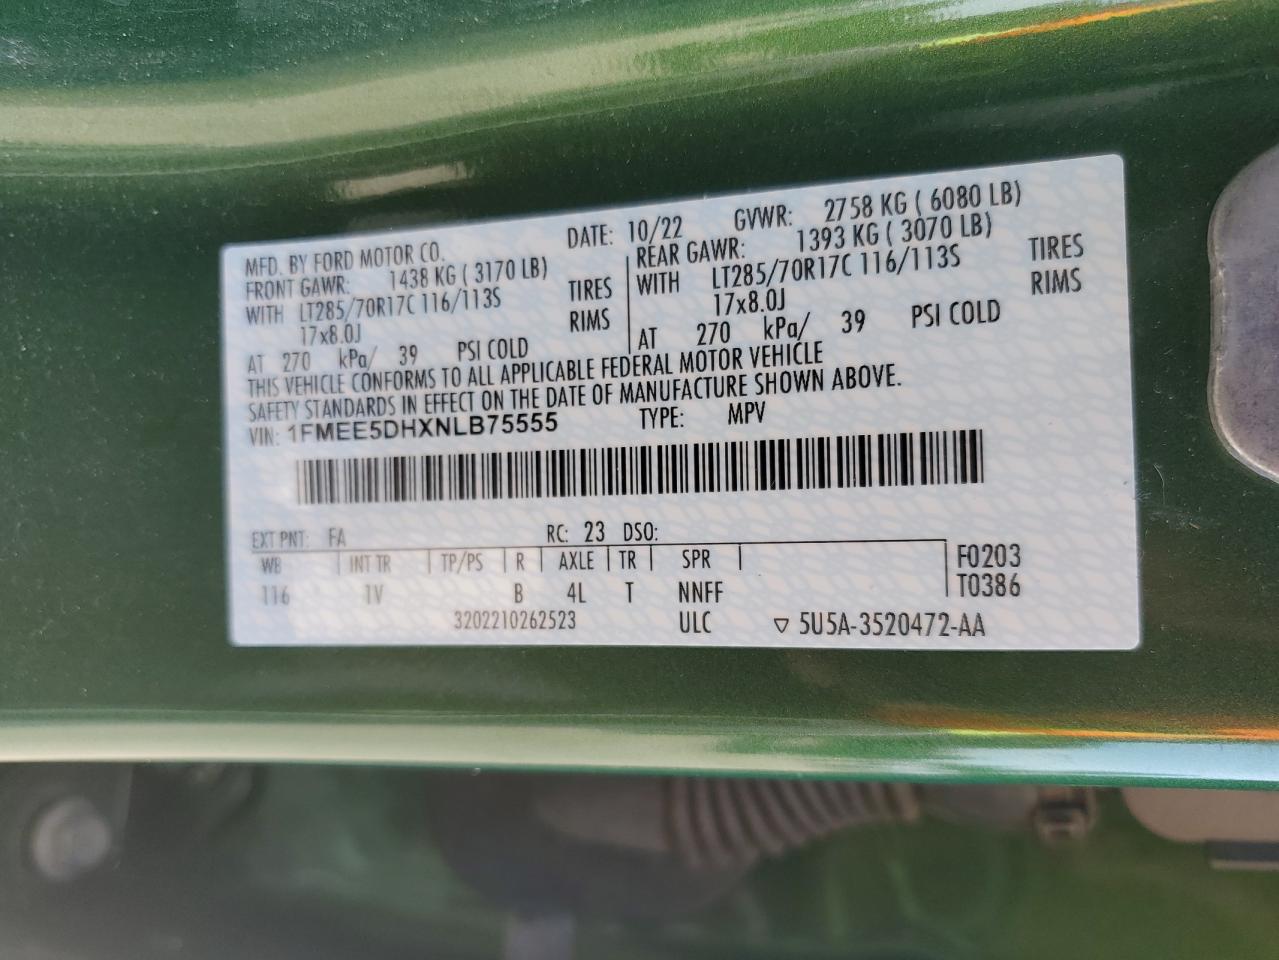 MFD. BY FORD MOTOR CO. DATE: 10/22 GVWR: 2758 KG ( 6080 LB)
FRONT GAWR: 1438 KG ( 3170 LB) REAR GAWR: 1393 KG ( 3070 LB)
WITH LT285/70R17C 116/113S TIRES WITH LT285/70R17C 116/113S TIRES
17x8.0J RIMS 17x8.0J RIMS
AT 270 kPa/ 39 PSI COLD AT 270 kPa/ 39 PSI COLD
THIS VEHICLE CONFORMS TO ALL APPLICABLE FEDERAL MOTOR VEHICLE
SAFETY STANDARDS IN EFFECT ON THE DATE OF MANUFACTURE SHOWN ABOVE.
VIN: 1FMEE5DHXNLB75555 TYPE: MPV
EXT PNT: FA RC: 23 DSO:
WB INT TR TP/PS R AXLE TR SPR F0203
116 1V B 4L T NNFF T0386
3202210262523 ULC ▽ 5U5A-3520472-AA